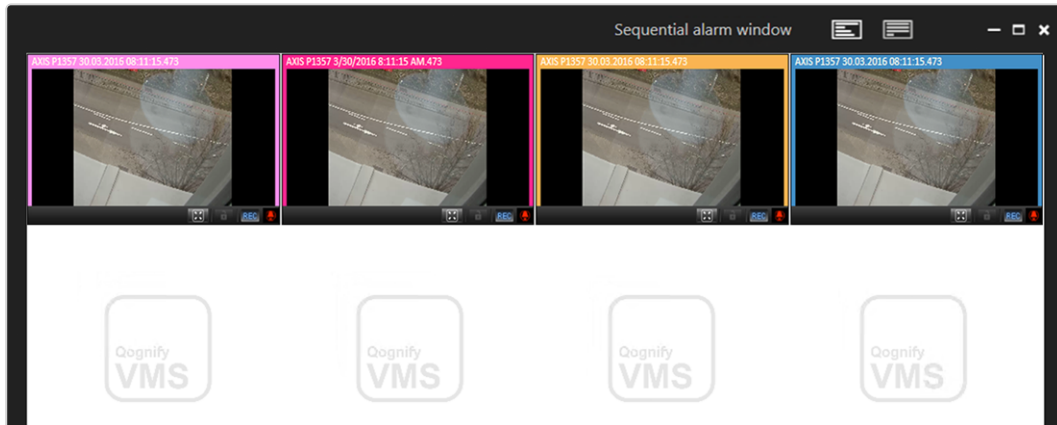 Sequential alarm window
AXIS P1357 30.03.2016 08:11:15.473
AXIS P1357 3/30/2016 8:11:15 AM.473
AXIS P1357 30.03.2016 08:11:15.473
AXIS P1357 30.03.2016 08:11:15.473
REC
REC
REC
REC
Qognify
VMS
Qognify
VMS
Qognify
VMS
Qognify
VMS